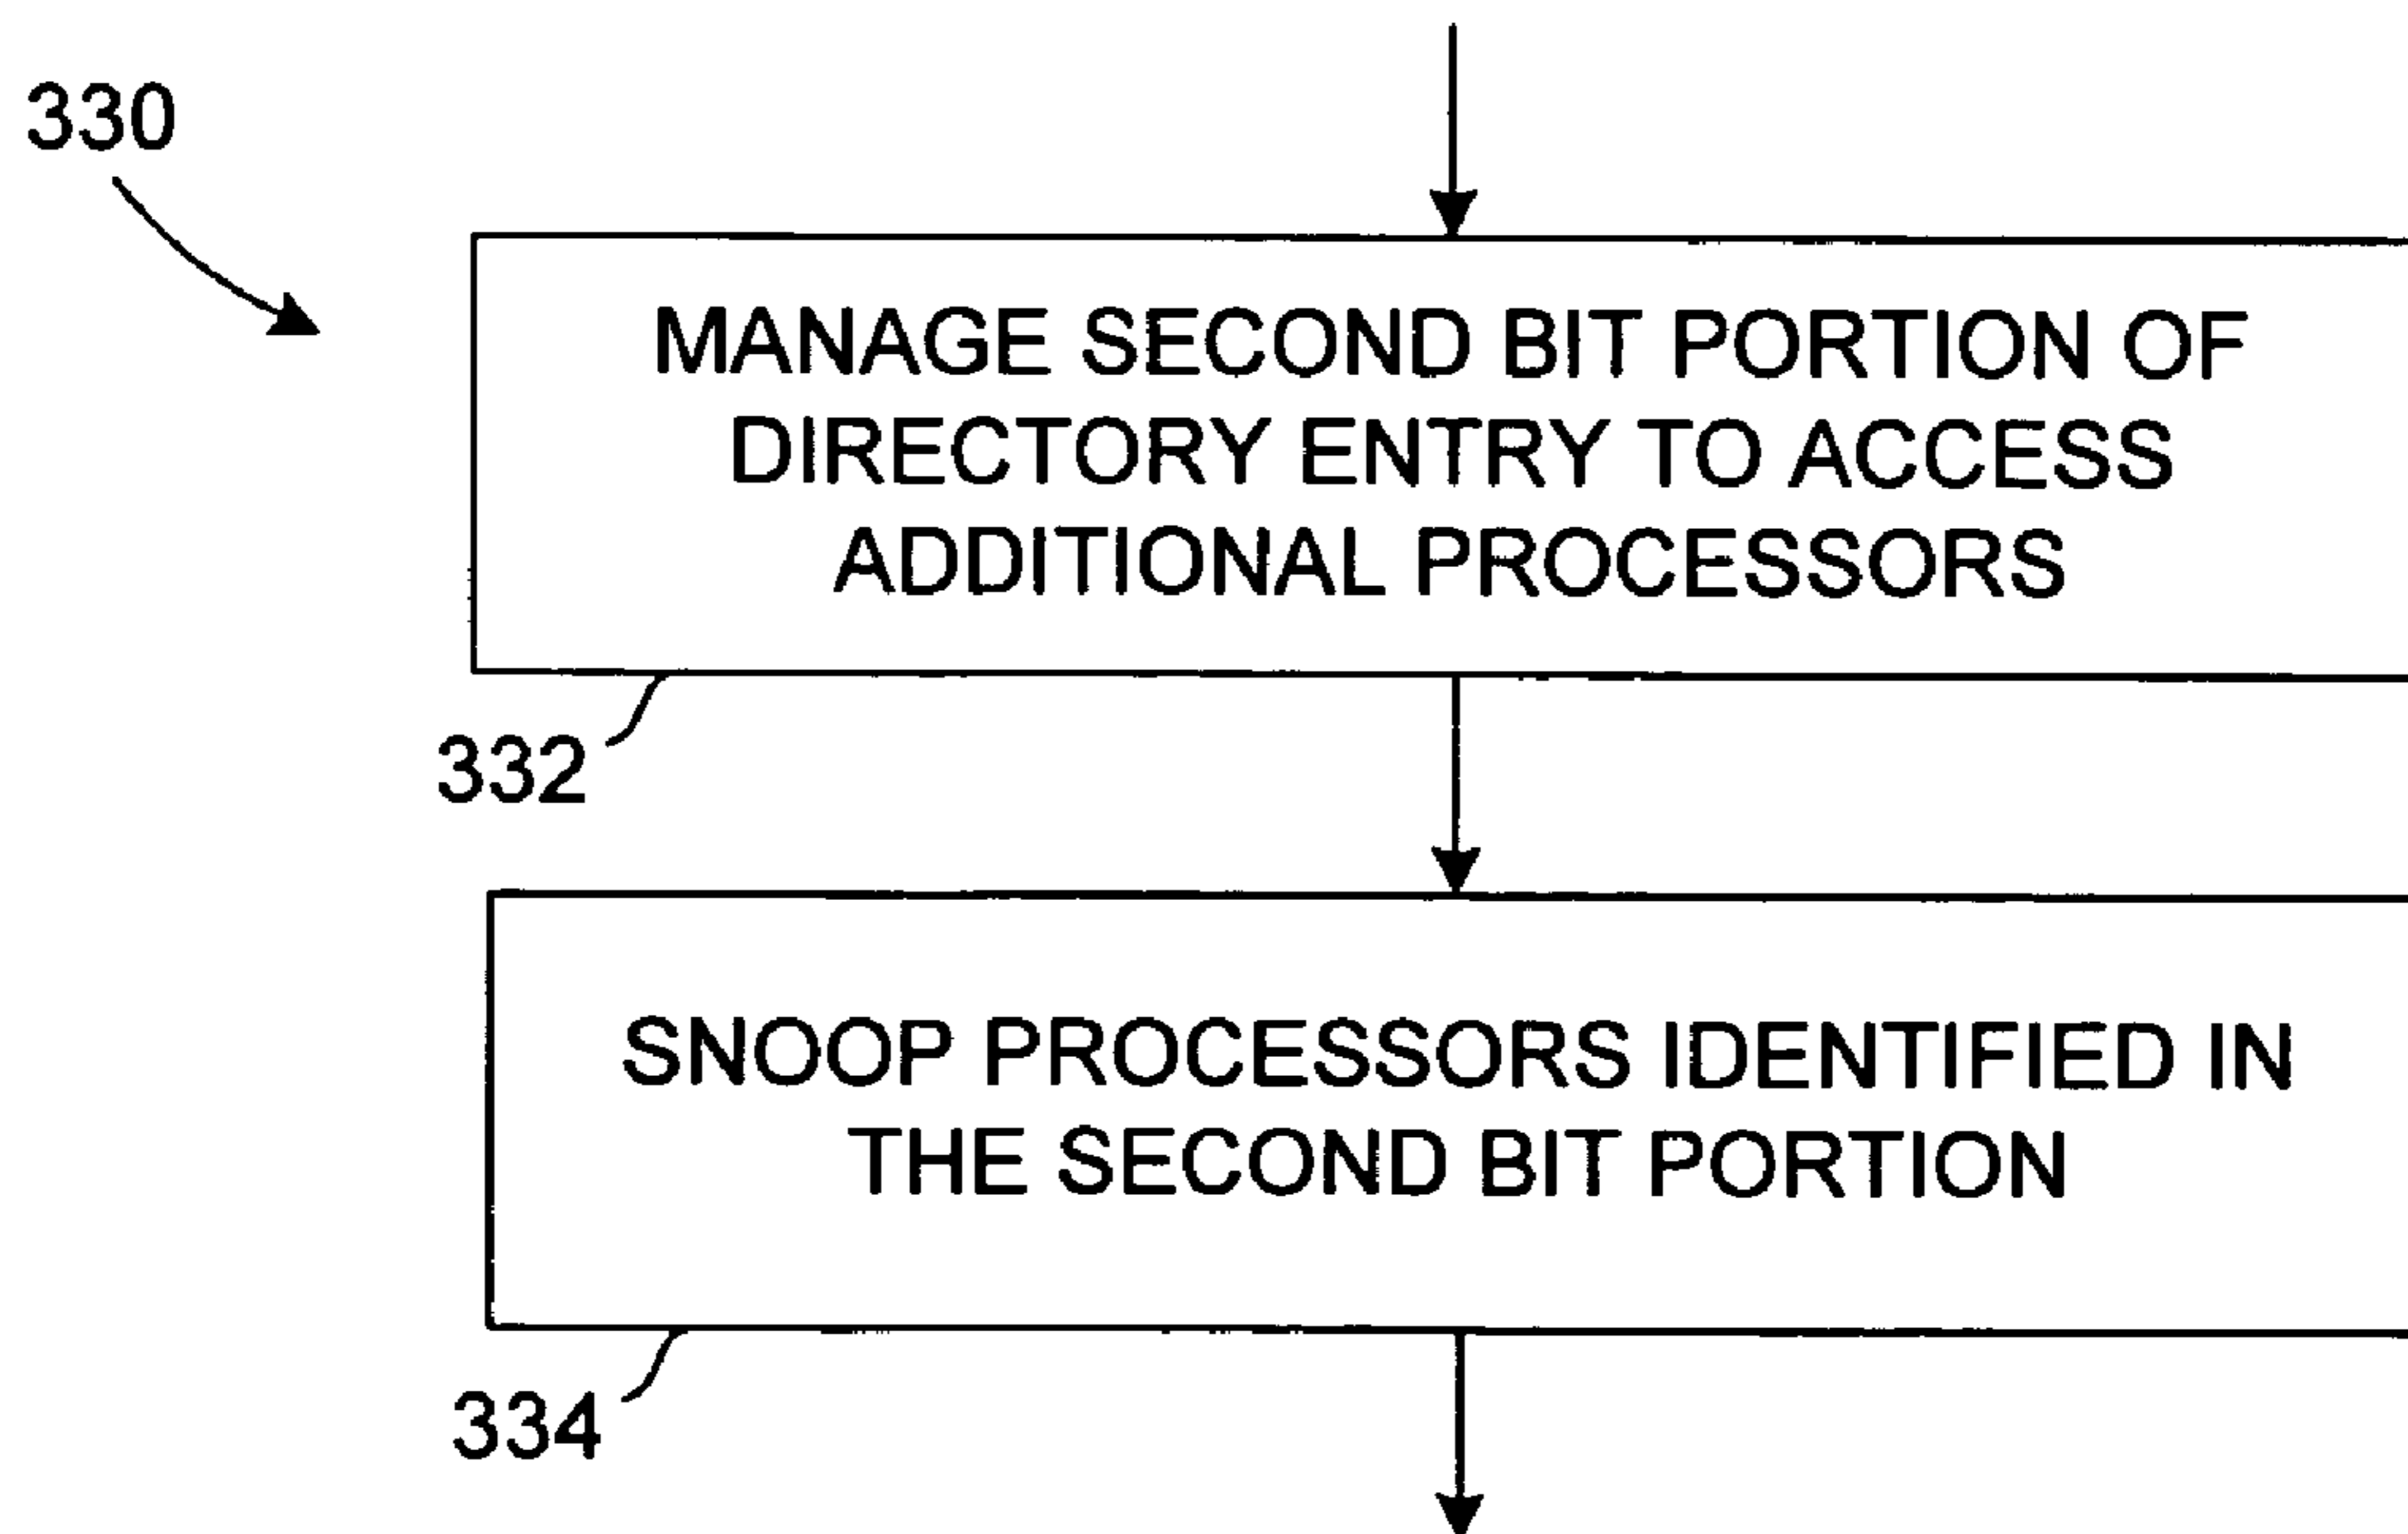 330
MANAGE SECOND BIT PORTION OF
DIRECTORY ENTRY TO ACCESS
ADDITIONAL PROCESSORS
332
SNOOP PROCESSORS IDENTIFIED IN
THE SECOND BIT PORTION
334